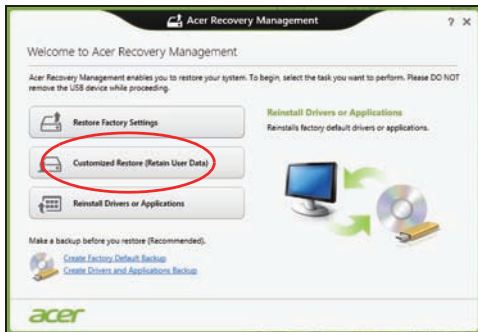 Acer Recovery Management
? ×
Welcome to Acer Recovery Management
Acer Recovery Management enables you to restore your system. To begin, select the task you want to perform. Please DO NOT
remove the USB device while proceeding.
Restore Factory Settings
Customized Restore (Retain User Data)
Reinstall Drivers or Applications
Reinstall Drivers or Applications
Reinstalls factory default drivers or applications.
Make a backup before you restore (Recommended).
Create Factory Default Backup
Create Drivers and Applications Backup
acer